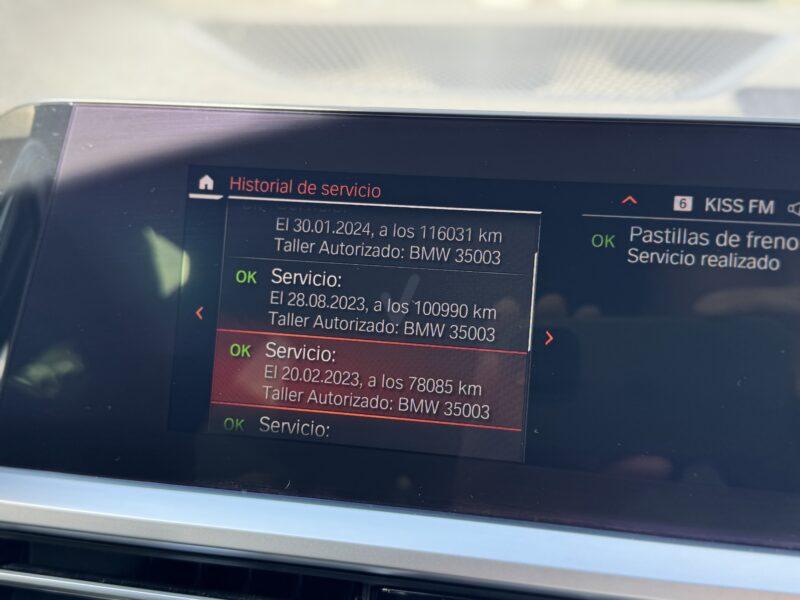 Historial de servicio
El 30.01.2024, a los 116031 km
Taller Autorizado: BMW 35003
OK Servicio:
El 28.08.2023, a los 100990 km
Taller Autorizado: BMW 35003
OK Servicio:
El 20.02.2023, a los 78085 km
Taller Autorizado: BMW 35003
OK Servicio:
6 KISS FM
OK Pastillas de freno
Servicio realizado